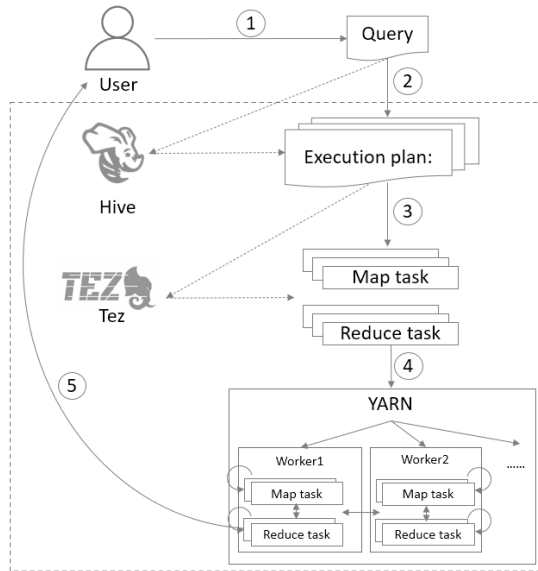 1
Query
User
2
Execution plan:
Hive
3
TEZ
Tez
Map task
Reduce task
4
5
YARN
Worker1
Worker2
......
Map task
Map task
Reduce task
Reduce task